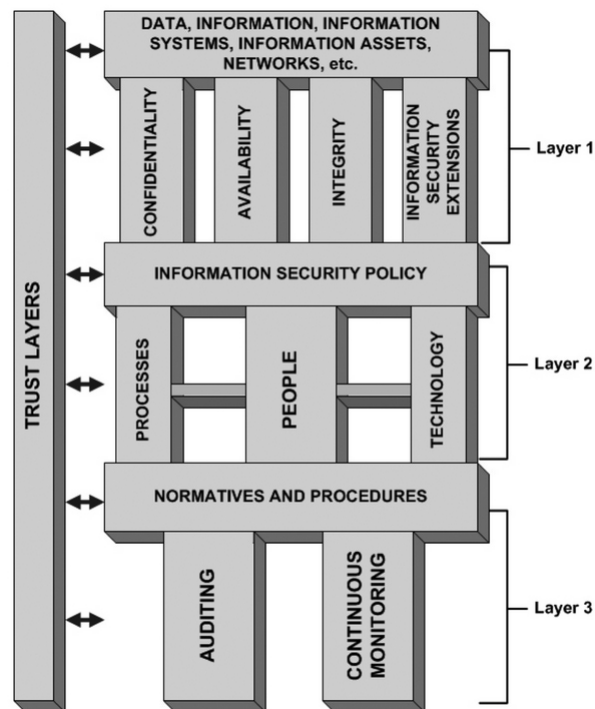 DATA, INFORMATION, INFORMATION
SYSTEMS, INFORMATION ASSETS,
NETWORKS, etc.
CONFIDENTIALITY
AVAILABILITY
INTEGRITY
INFORMATION
SECURITY
EXTENSIONS
Layer 1
TRUST LAYERS
INFORMATION SECURITY POLICY
PROCESSES
PEOPLE
TECHNOLOGY
Layer 2
NORMATIVES AND PROCEDURES
AUDITING
CONTINUOUS
MONITORING
Layer 3